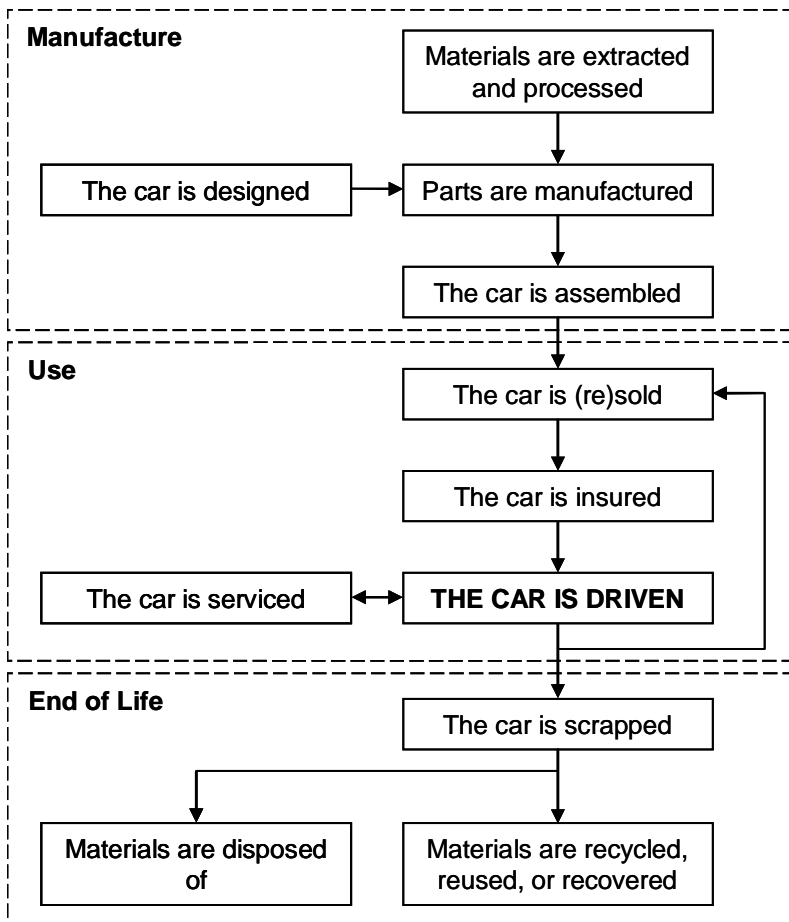 Manufacture
Materials are extracted
and processed
The car is designed
Parts are manufactured
The car is assembled
Use
The car is (re)sold
The car is insured
The car is serviced
THE CAR IS DRIVEN
End of Life
The car is scrapped
Materials are disposed
of
Materials are recycled,
reused, or recovered